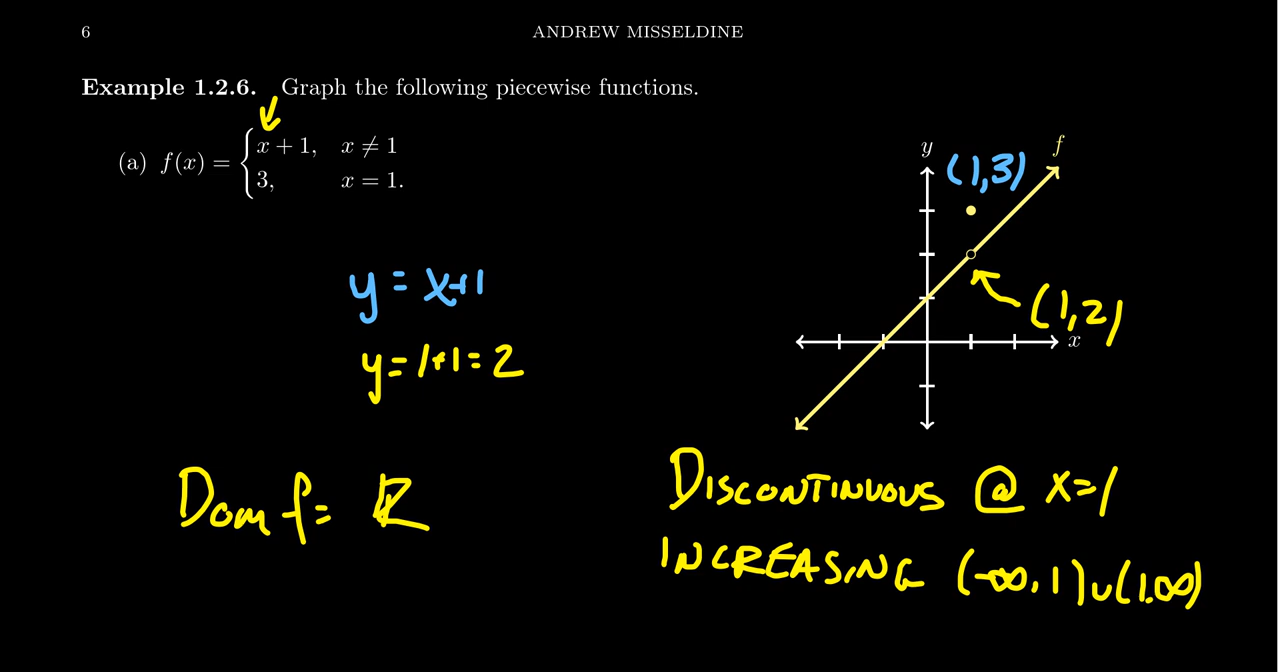 6 ANDREW MISSELDINE
Example 1.2.6. Graph the following piecewise functions.
(a) f(x) = { x + 1, x ≠ 1
3, x = 1.
y f
(1,3)
y = x+1
(1,2)
x
y = 1+1 = 2
Dom f = ℝ
DISCONTINUOUS @ x=1
INCREASING (-∞,1)∪(1.∞)